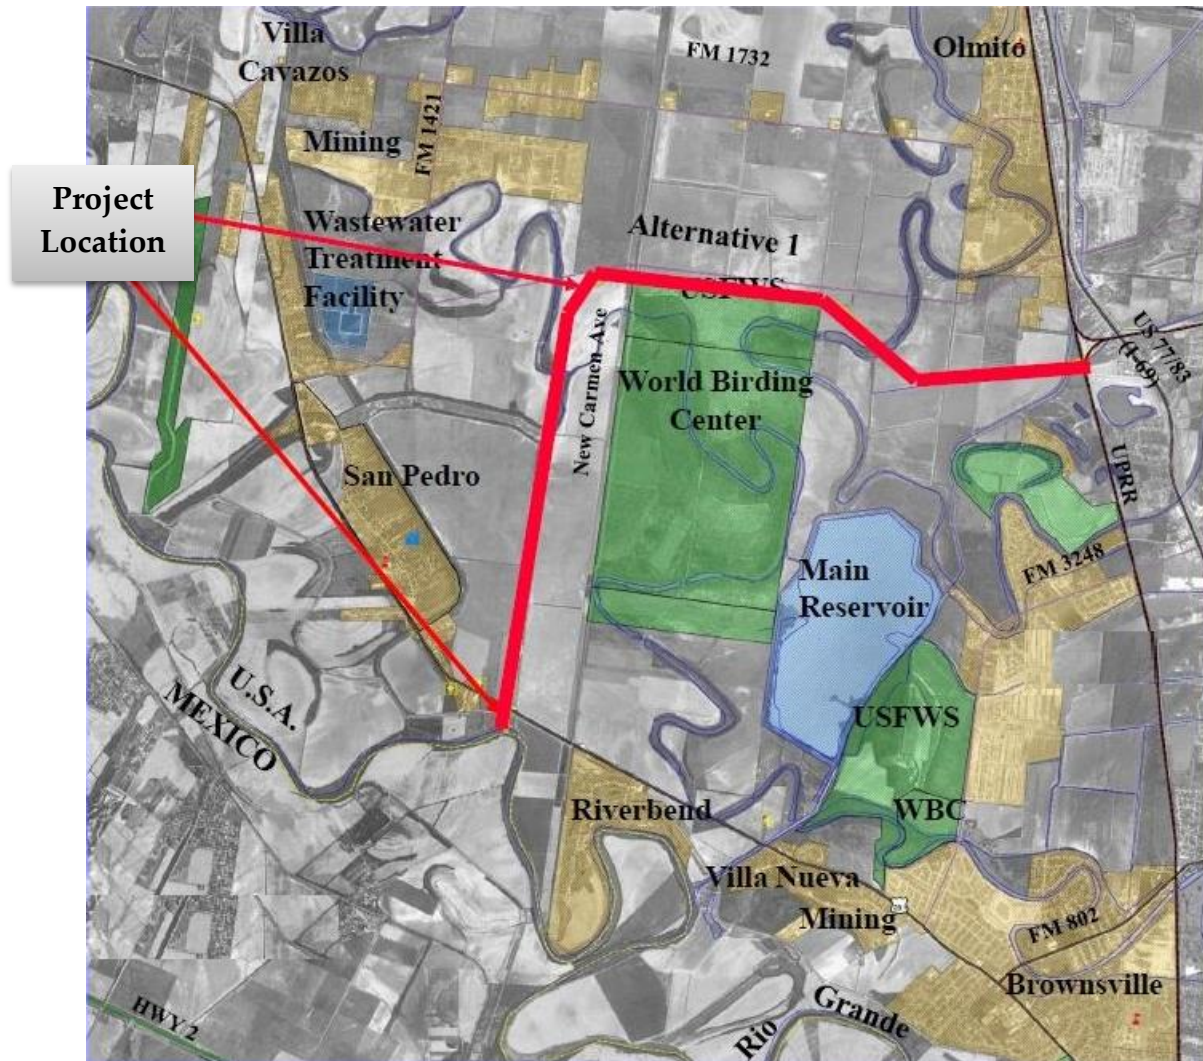 Villa
Cavazos
FM 1732
Olmito
Mining
FM 1421
Project
Location
Wastewater
Treatment
Facility
Alternative 1
USFWS
US 77/83
(I-69)
New Carmen Ave
World Birding
Center
San Pedro
UPRR
FM 3248
Main
Reservoir
U.S.A.
MEXICO
USFWS
WBC
Riverbend
Villa Nueva
Mining
FM 802
Brownsville
HWY 2
Rio
Grande